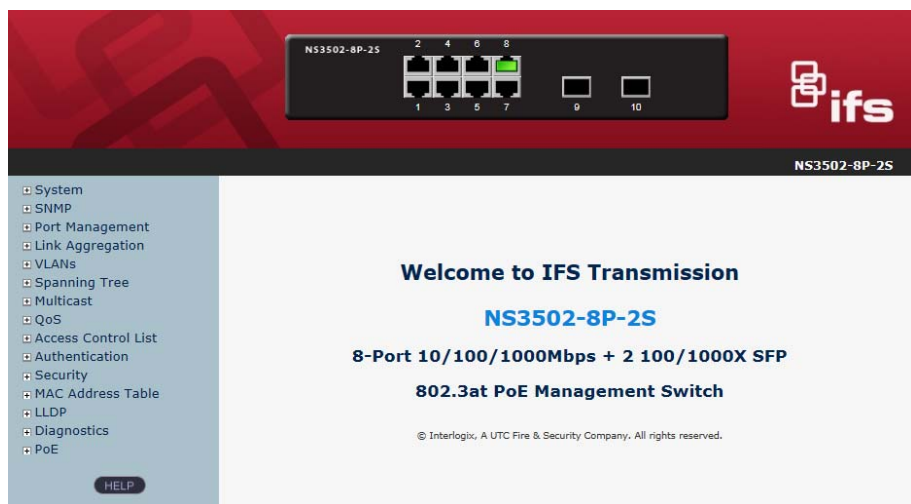 NS3502-8P-2S
2 4 6 8
1 3 5 7 9 10
ifs
NS3502-8P-2S
System
SNMP
Port Management
Link Aggregation
VLANs
Spanning Tree
Multicast
QoS
Access Control List
Authentication
Security
MAC Address Table
LLDP
Diagnostics
PoE
HELP
Welcome to IFS Transmission
NS3502-8P-2S
8-Port 10/100/1000Mbps + 2 100/1000X SFP
802.3at PoE Management Switch
© Interlogix, A UTC Fire & Security Company. All rights reserved.